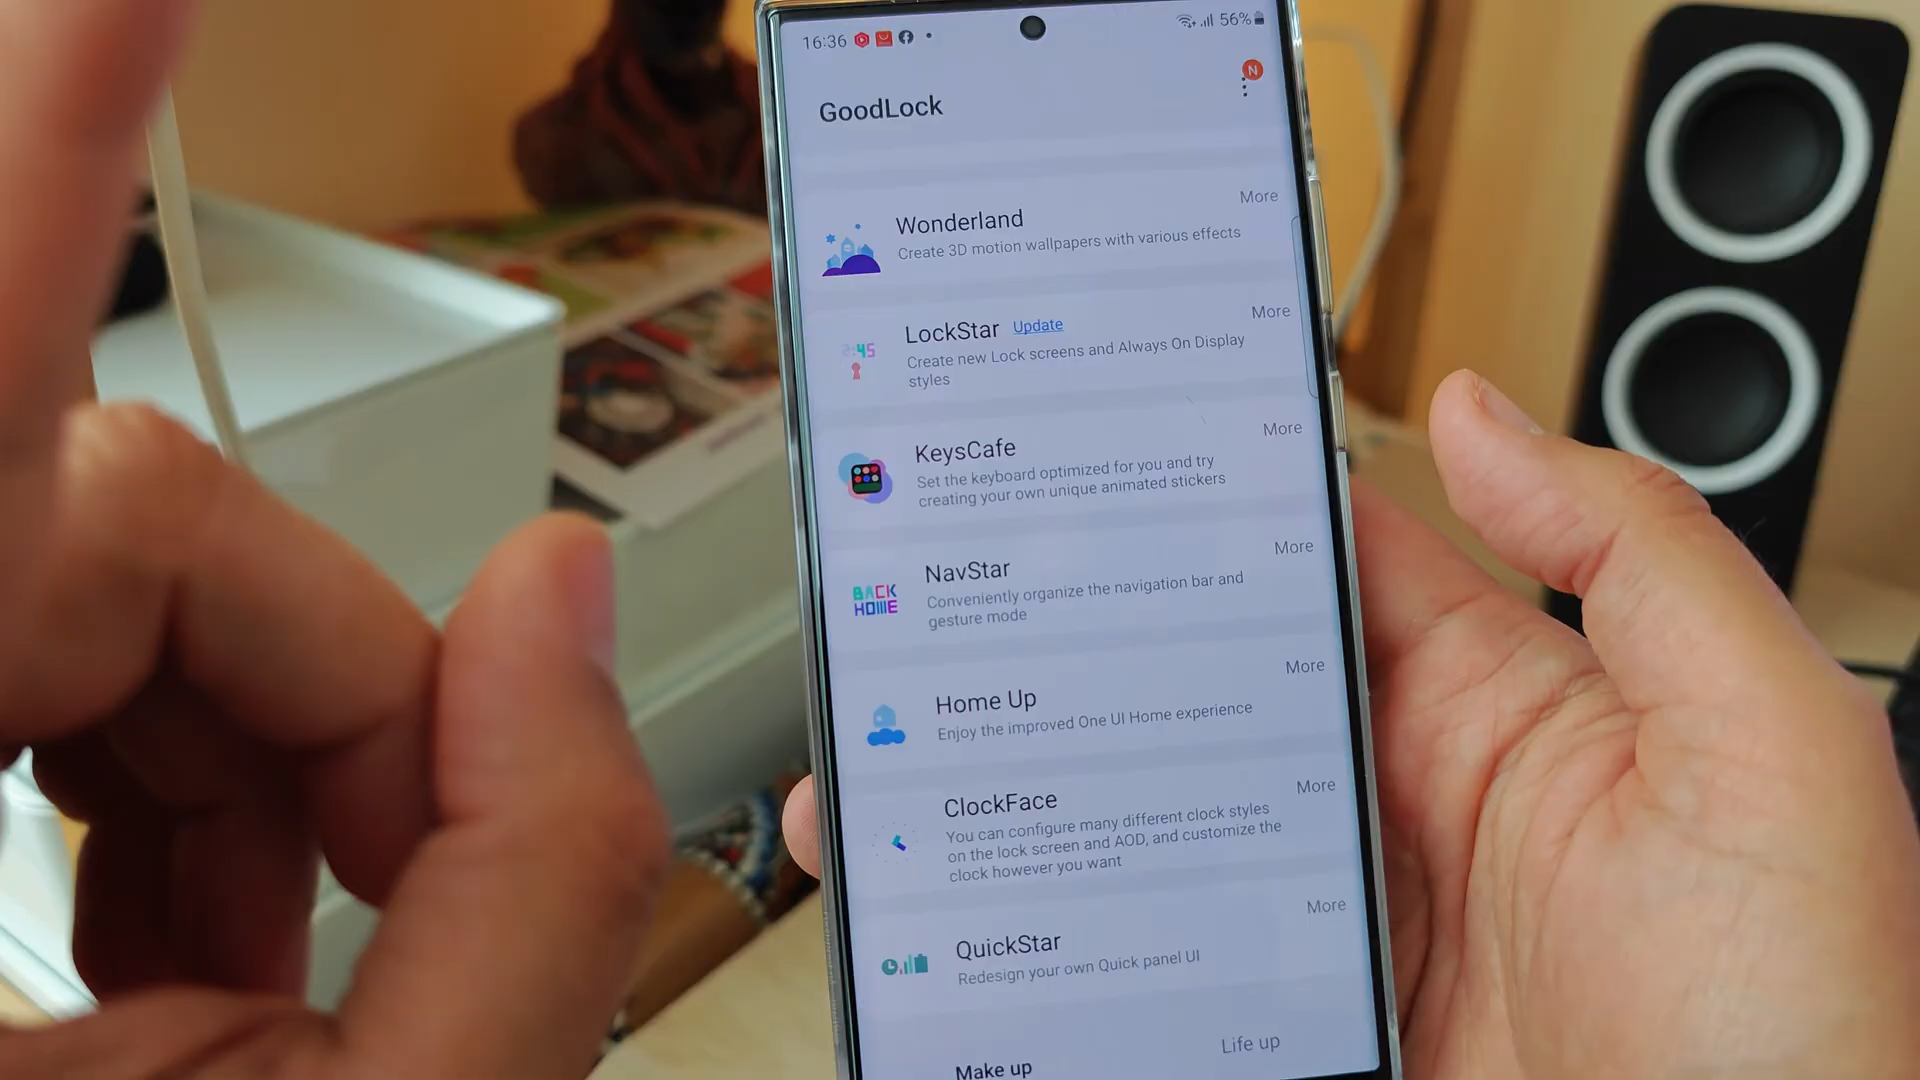 16:36
56%
N
GoodLock
More
Wonderland
Create 3D motion wallpapers with various effects
More
LockStar Update
Create new Lock screens and Always On Display
styles
2:45
More
KeysCafe
Set the keyboard optimized for you and try
creating your own unique animated stickers
More
NavStar
Conveniently organize the navigation bar and
gesture mode
BACK
HOME
More
Home Up
Enjoy the improved One UI Home experience
More
ClockFace
You can configure many different clock styles
on the lock screen and AOD, and customize the
clock however you want
More
QuickStar
Redesign your own Quick panel UI
Make up
Life up